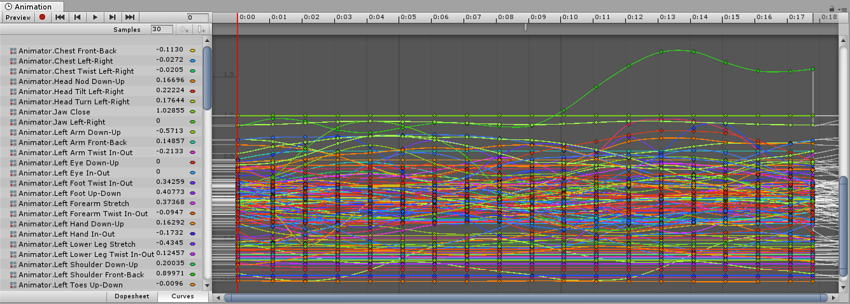 Animation
Preview 0 0:00 0:01 0:02 0:03 0:04 0:05 0:06 0:07 0:08 0:09 0:10 0:11 0:12 0:13 0:14 0:15 0:16 0:17 0:18
Samples 30
Animator.Chest Front-Back -0.1130
Animator.Chest Left-Right -0.0272
Animator.Chest Twist Left-Right -0.0205
Animator.Head Nod Down-Up 0.16696
Animator.Head Tilt Left-Right 0.22224
Animator.Head Turn Left-Right 0.17644
Animator.Jaw Close 1.02855
Animator.Jaw Left-Right 0
Animator.Left Arm Down-Up -0.5713
Animator.Left Arm Front-Back 0.14857
Animator.Left Arm Twist In-Out -0.2133
Animator.Left Eye Down-Up 0
Animator.Left Eye In-Out 0
Animator.Left Foot Twist In-Out 0.34259
Animator.Left Foot Up-Down 0.40773
Animator.Left Forearm Stretch 0.37368
Animator.Left Forearm Twist In-Out -0.0947
Animator.Left Hand Down-Up 0.16292
Animator.Left Hand In-Out -0.1732
Animator.Left Lower Leg Stretch -0.4345
Animator.Left Lower Leg Twist In-Out 0.12457
Animator.Left Shoulder Down-Up 0.20035
Animator.Left Shoulder Front-Back 0.89971
Animator.Left Toes Up-Down -0.0096
Dopesheet Curves